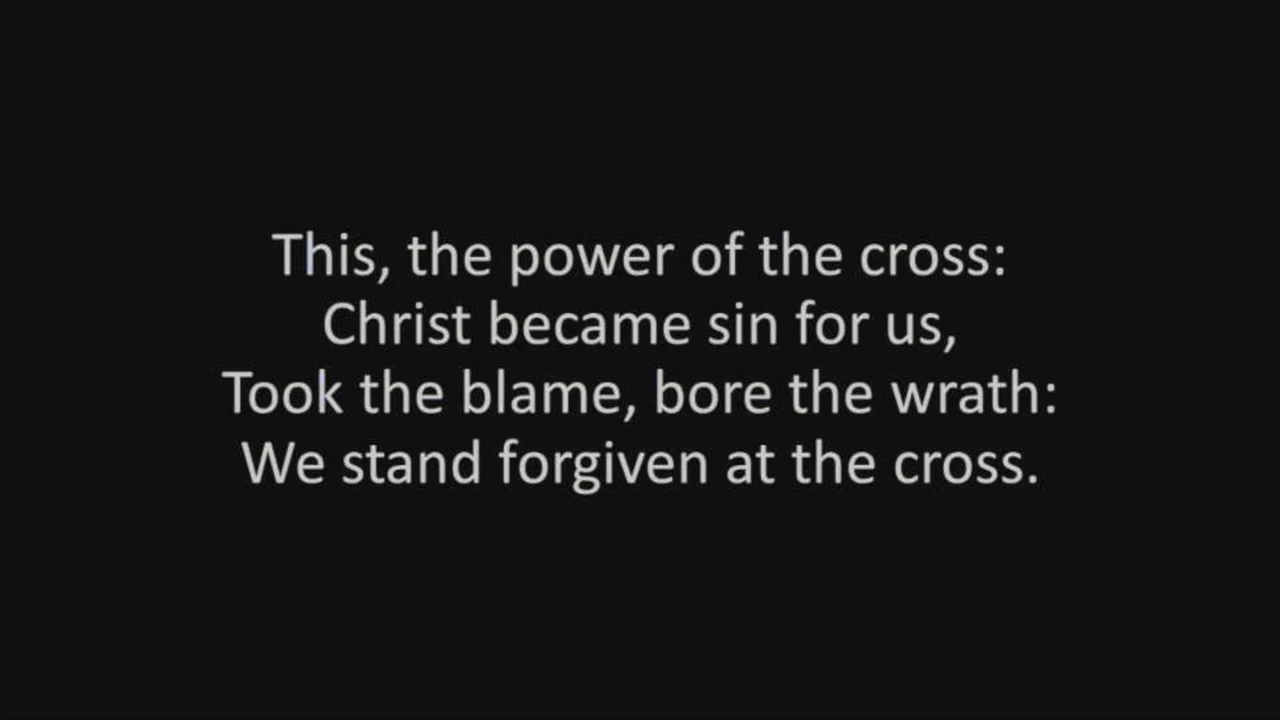 This, the power of the cross:
Christ became sin for us,
Took the blame, bore the wrath:
We stand forgiven at the cross.